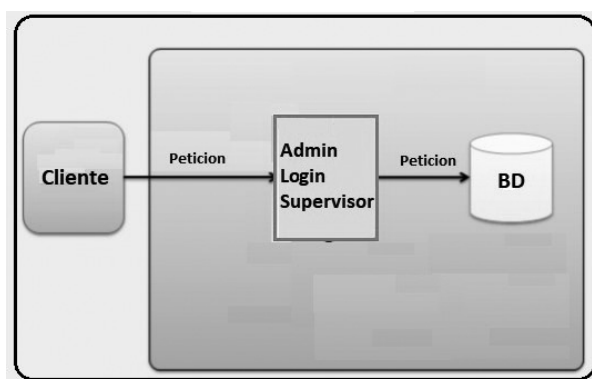 Cliente
Peticion
Admin
Login
Supervisor
Peticion
BD